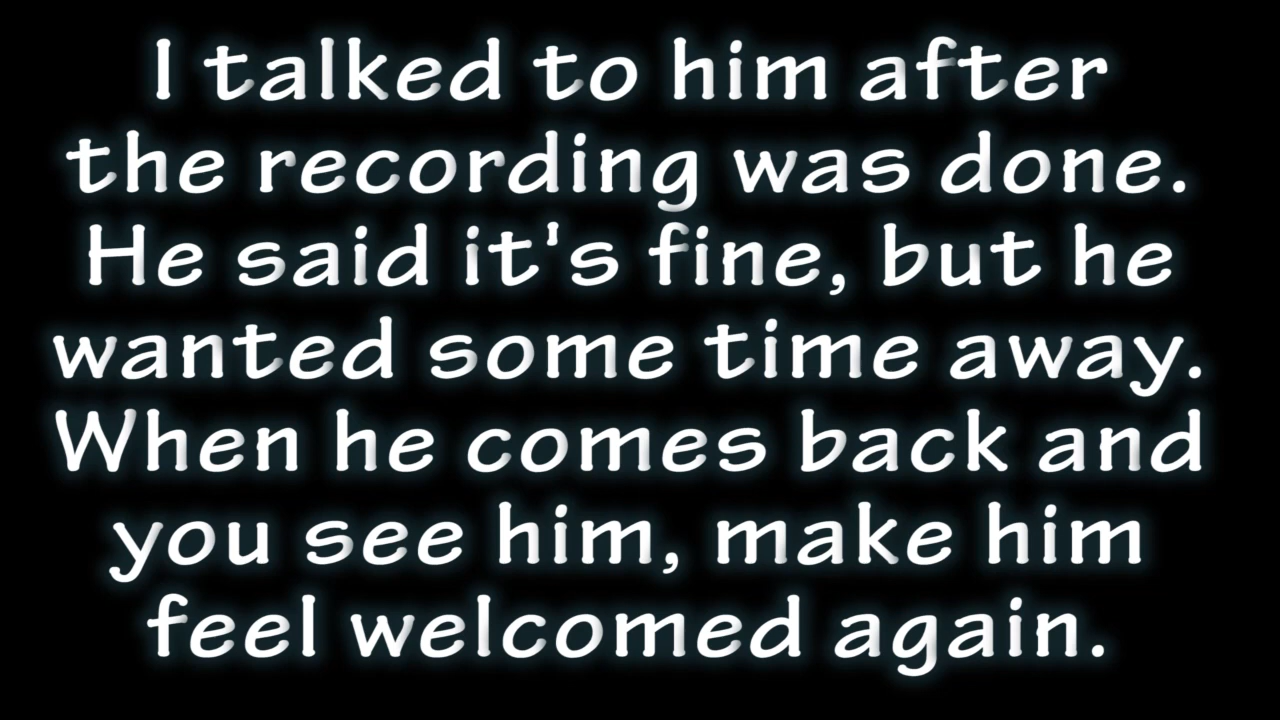 I talked to him after
the recording was done.
He said it's fine, but he
wanted some time away.
When he comes back and
you see him, make him
feel welcomed again.